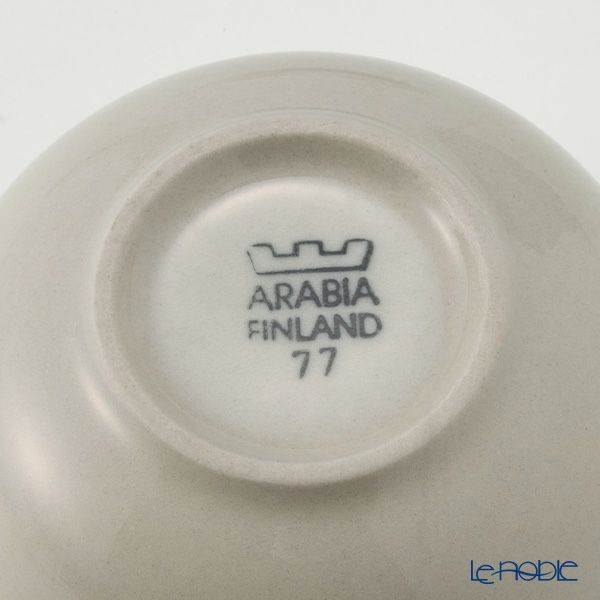 ARABIA
FINLAND
77
LE-NOBLE